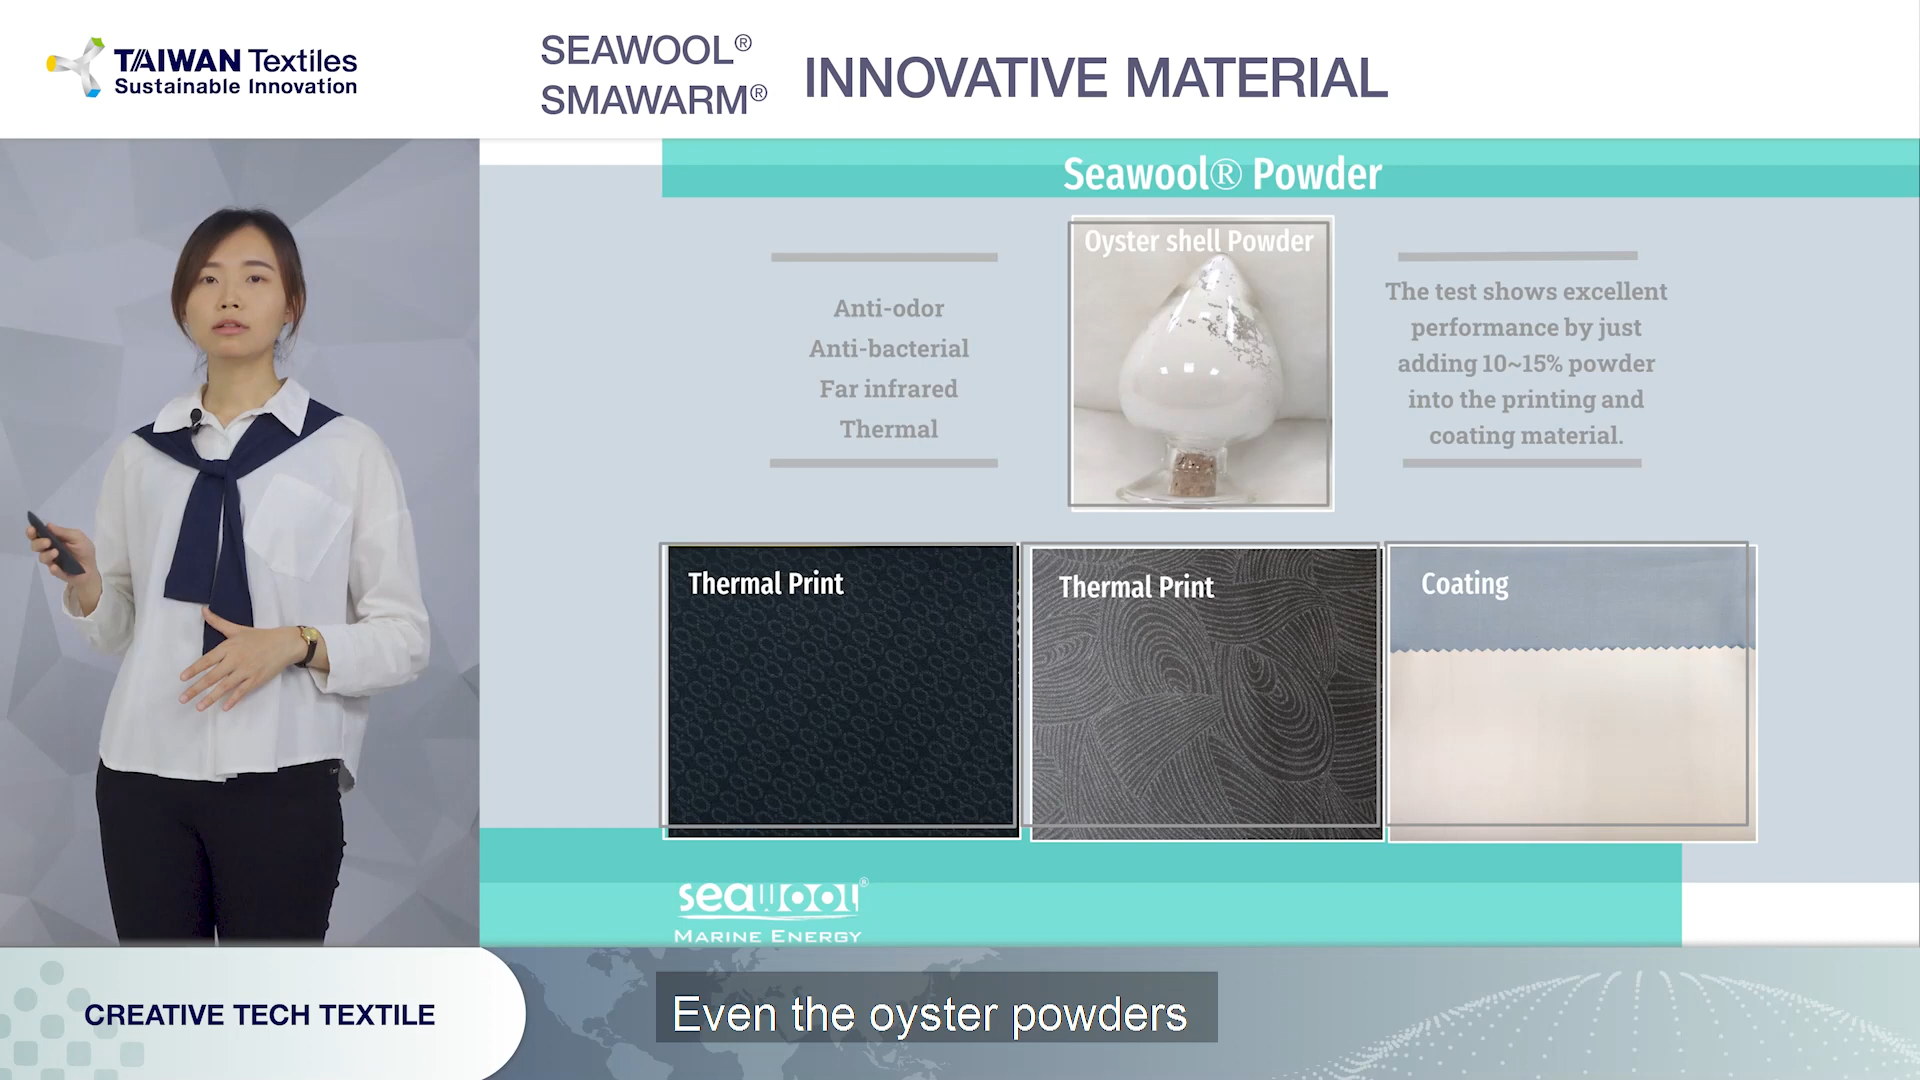 TAIWAN Textiles
Sustainable Innovation
SEAWOOL®
SMAWARM®
INNOVATIVE MATERIAL
Seawool® Powder
Oyster shell Powder
Anti-odor
Anti-bacterial
Far infrared
Thermal
The test shows excellent
performance by just
adding 10~15% powder
into the printing and
coating material.
Thermal Print
Thermal Print
Coating
seawool®
MARINE ENERGY
CREATIVE TECH TEXTILE
Even the oyster powders